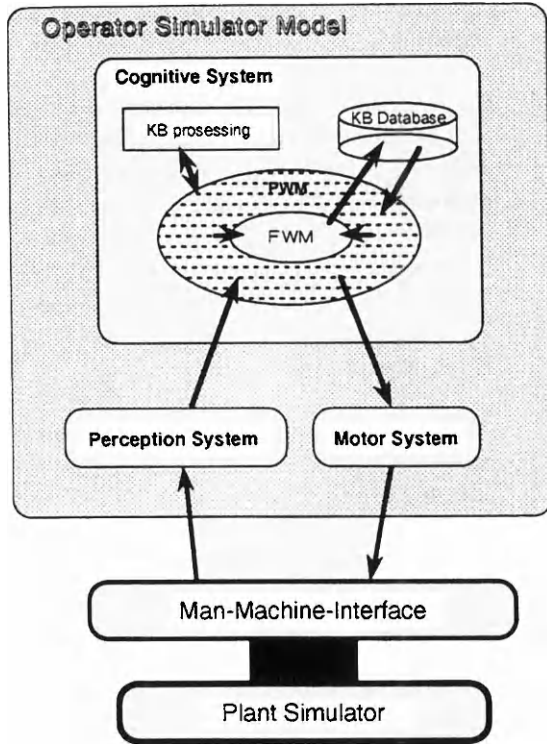 Operator Simulator Model
Cognitive System
KB prosessing
KB Database
PWM
FWM
Perception System
Motor System
Man-Machine-Interface
Plant Simulator